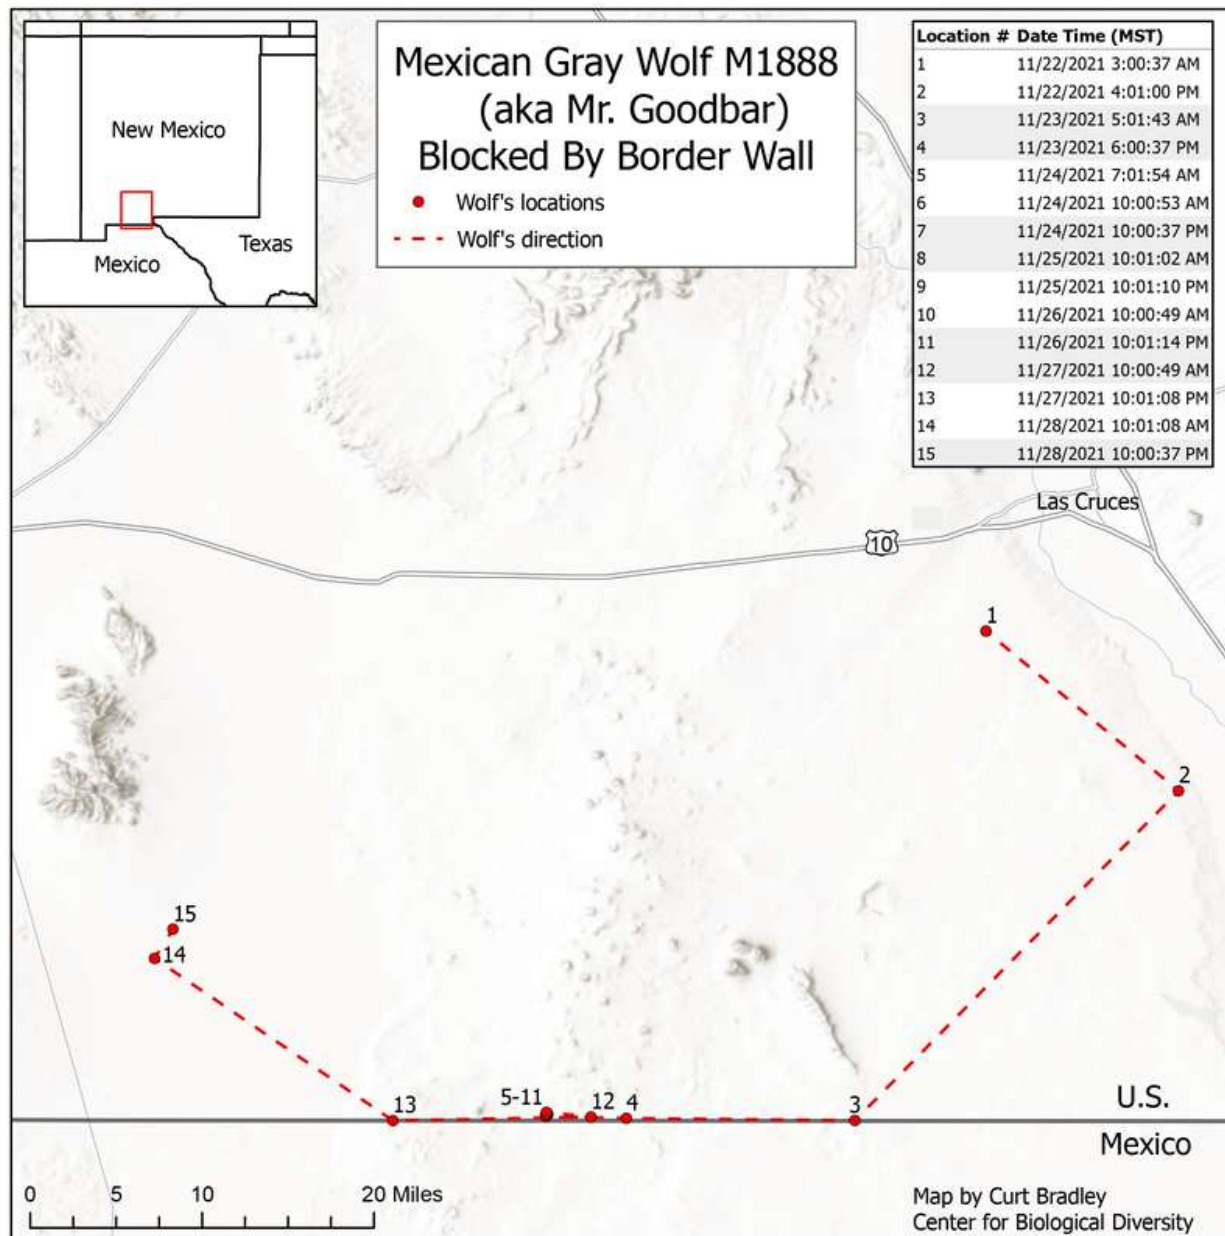 New Mexico
Texas
Mexico
Mexican Gray Wolf M1888
(aka Mr. Goodbar)
Blocked By Border Wall
Wolf's locations
Wolf's direction
Location # Date Time (MST)
1 11/22/2021 3:00:37 AM
2 11/22/2021 4:01:00 PM
3 11/23/2021 5:01:43 AM
4 11/23/2021 6:00:37 PM
5 11/24/2021 7:01:54 AM
6 11/24/2021 10:00:53 AM
7 11/24/2021 10:00:37 PM
8 11/25/2021 10:01:02 AM
9 11/25/2021 10:01:10 PM
10 11/26/2021 10:00:49 AM
11 11/26/2021 10:01:14 PM
12 11/27/2021 10:00:49 AM
13 11/27/2021 10:01:08 PM
14 11/28/2021 10:01:08 AM
15 11/28/2021 10:00:37 PM
Las Cruces
10
1
2
15
14
13
5-11
12
4
3
U.S.
Mexico
0 5 10 20 Miles
Map by Curt Bradley
Center for Biological Diversity